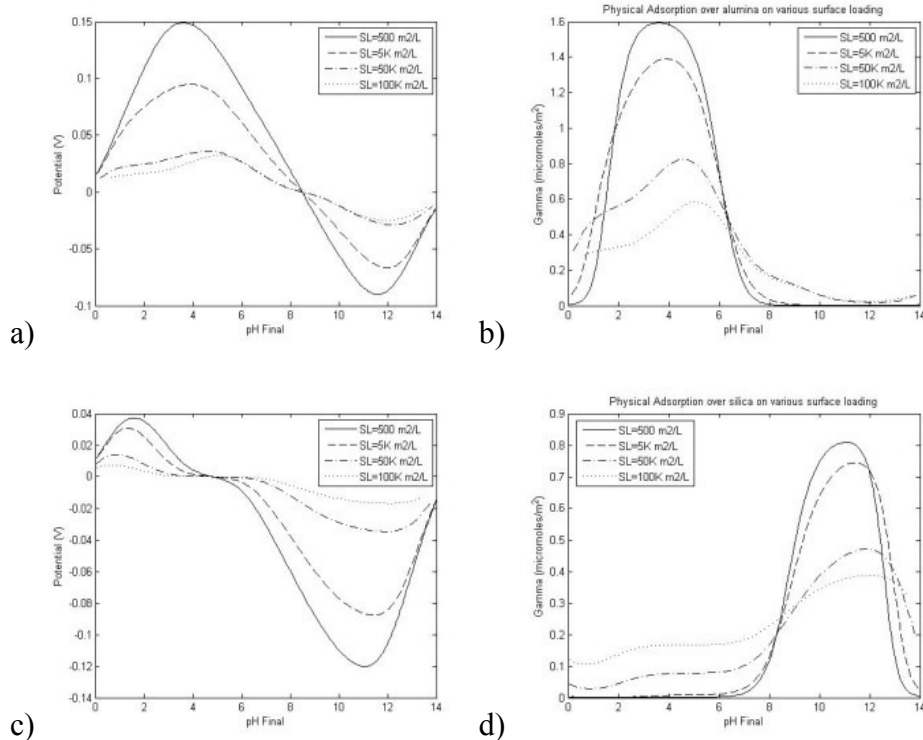 0.15
0.1
0.05
0
-0.05
-0.1
Potential (V)
0 2 4 6 8 10 12 14
pH Final
SL=500 m2/L
SL=5K m2/L
SL=50K m2/L
SL=100K m2/L
a)
Physical Adsorption over alumina on various surface loading
1.6
1.4
1.2
1
0.8
0.6
0.4
0.2
0
Gamma (micromoles/m²)
0 2 4 6 8 10 12 14
pH Final
SL=500 m2/L
SL=5K m2/L
SL=50K m2/L
SL=100K m2/L
b)
0.04
0.02
0
-0.02
-0.04
-0.06
-0.08
-0.1
-0.12
-0.14
Potential (V)
0 2 4 6 8 10 12 14
pH Final
SL=500 m2/L
SL=5K m2/L
SL=50K m2/L
SL=100K m2/L
c)
Physical Adsorption over silica on various surface loading
0.9
0.8
0.7
0.6
0.5
0.4
0.3
0.2
0.1
0
Gamma (micromoles/m²)
0 2 4 6 8 10 12 14
pH Final
SL=500 m2/L
SL=5K m2/L
SL=50K m2/L
SL=100K m2/L
d)